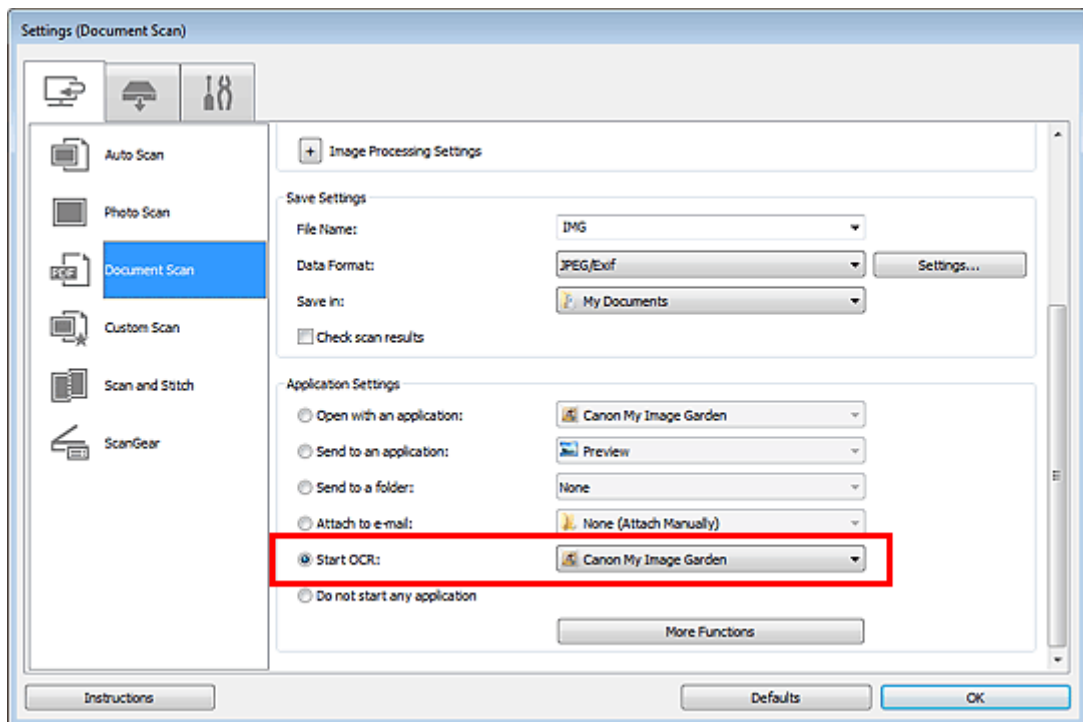 Settings (Document Scan)
Auto Scan
Photo Scan
PDF
Document Scan
Custom Scan
Scan and Stitch
ScanGear
+ Image Processing Settings
Save Settings
File Name: IMG
Data Format: JPEG/Exif Settings...
Save in: My Documents
Check scan results
Application Settings
Open with an application: Canon My Image Garden
Send to an application: Preview
Send to a folder: None
Attach to e-mail: None (Attach Manually)
Start OCR: Canon My Image Garden
Do not start any application
More Functions
Instructions Defaults OK